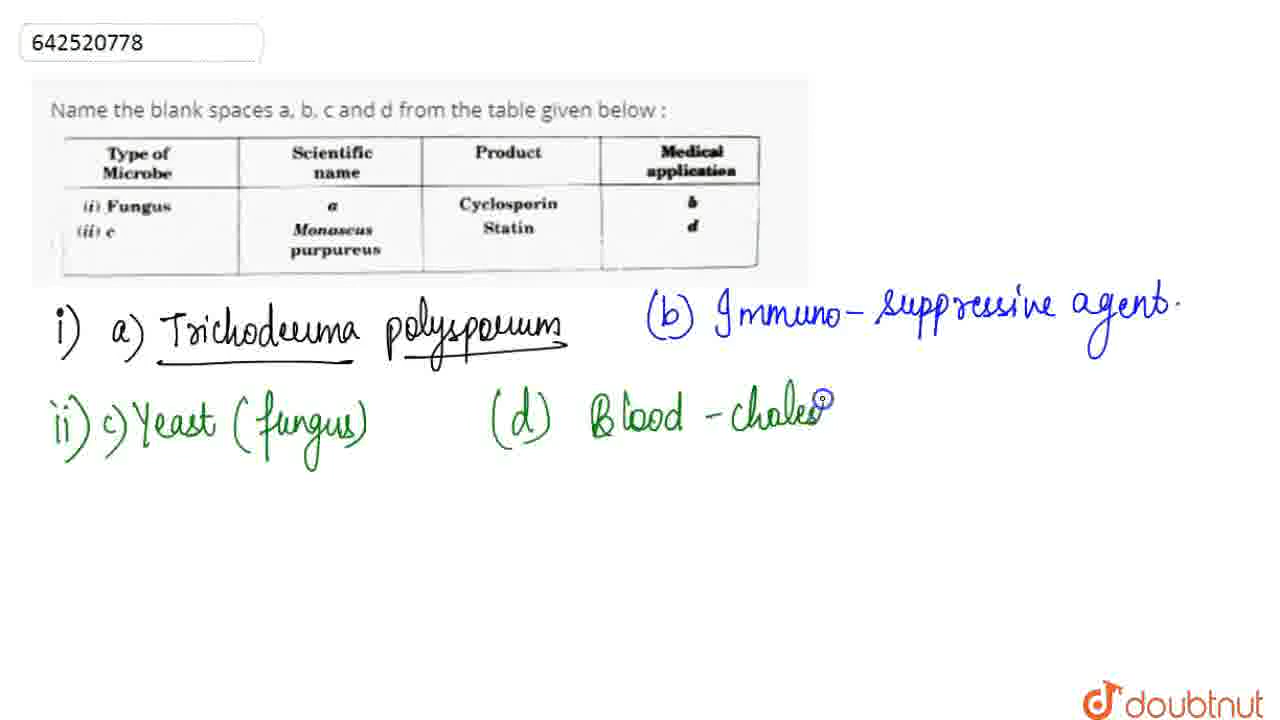 642520778
Name the blank spaces a, b, c and d from the table given below :
Type of Microbe Scientific name Product Medical application
(i) Fungus a Cyclosporin b
(ii) c Monascus purpureus Statin d
i) a) Trichoderma polysporum (b) Immuno-suppressive agent.
ii) c) Yeast (fungus) (d) Blood-choles
doubtnut